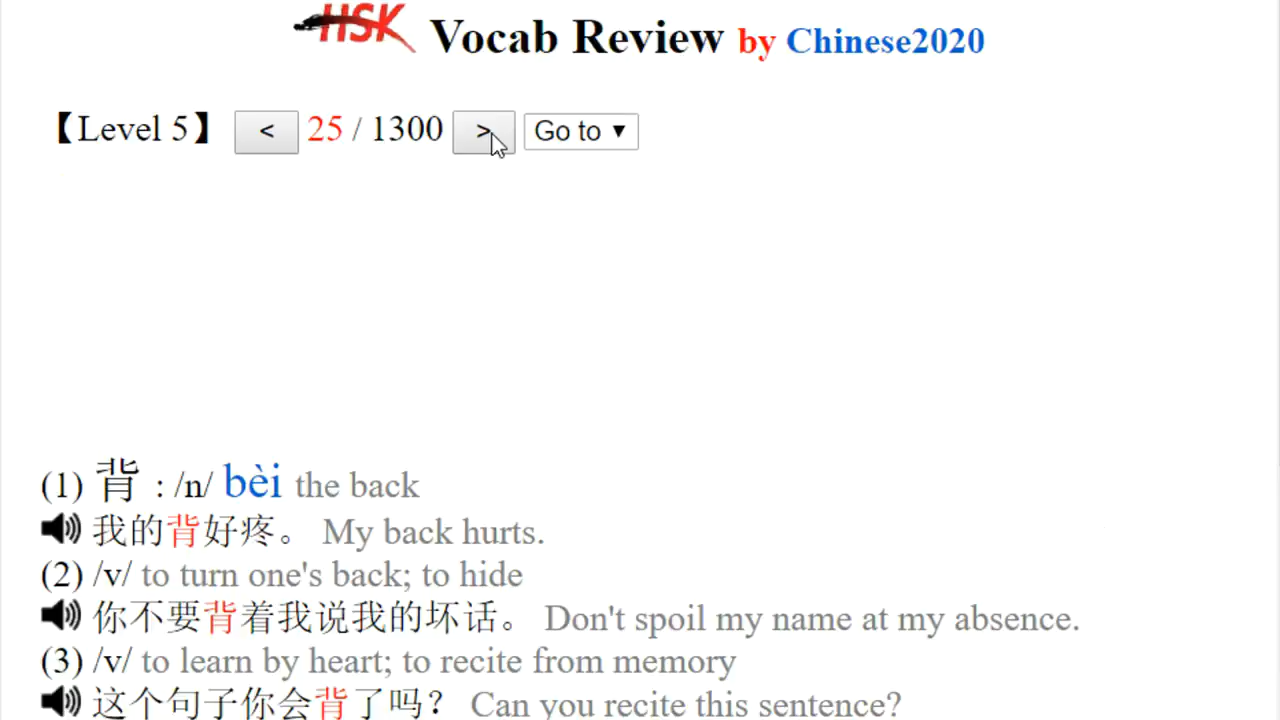 HSK Vocab Review by Chinese2020
【Level 5】 < 25 / 1300 > Go to ▼
(1) 背 : /n/ bèi the back
我的背好疼。 My back hurts.
(2) /v/ to turn one's back; to hide
你不要背着我说我的坏话。 Don't spoil my name at my absence.
(3) /v/ to learn by heart; to recite from memory
这个句子你会背了吗? Can you recite this sentence?